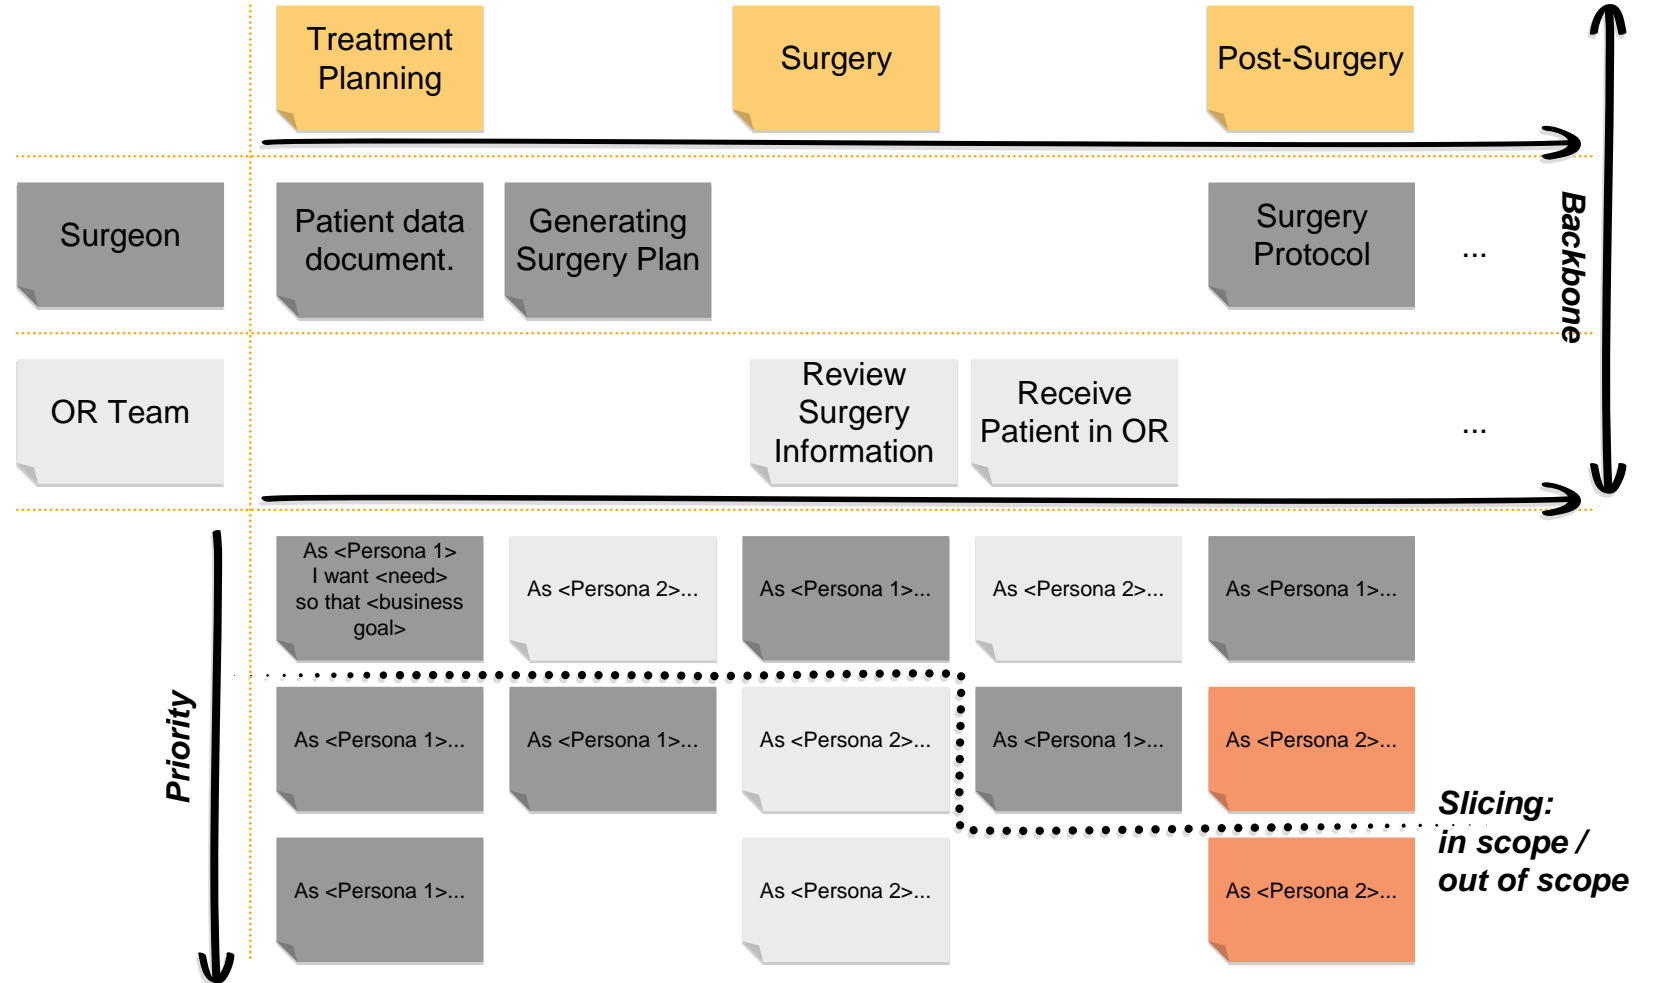 Treatment
Planning
Surgery
Post-Surgery
Surgeon
Patient data
document.
Generating
Surgery Plan
Surgery
Protocol
...
Backbone
OR Team
Review
Surgery
Information
Receive
Patient in OR
...
Priority
As <Persona 1>
I want <need>
so that <business
goal>
As <Persona 2>...
As <Persona 1>...
As <Persona 2>...
As <Persona 1>...
As <Persona 1>...
As <Persona 1>...
As <Persona 2>...
As <Persona 1>...
As <Persona 2>...
Slicing:
in scope /
out of scope
As <Persona 1>...
As <Persona 2>...
As <Persona 2>...